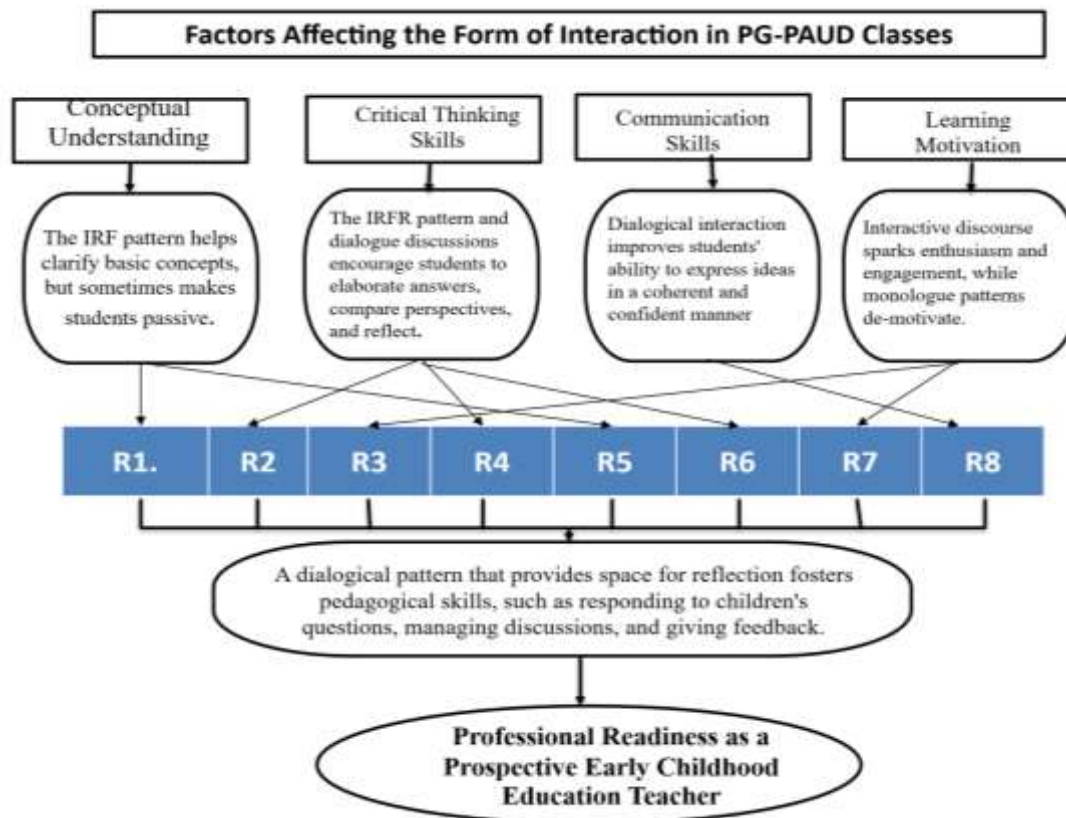 Factors Affecting the Form of Interaction in PG-PAUD Classes
Conceptual
Understanding
Critical Thinking
Skills
Communication
Skills
Learning
Motivation
The IRF pattern helps
clarify basic concepts,
but sometimes makes
students passive.
The IRFR pattern and
dialogue discussions
encourage students to
elaborate answers,
compare perspectives,
and reflect.
Dialogical interaction
improves students'
ability to express ideas
in a coherent and
confident manner
Interactive discourse
sparks enthusiasm and
engagement, while
monologue patterns
de-motivate.
R1. R2 R3 R4 R5 R6 R7 R8
A dialogical pattern that provides space for reflection fosters
pedagogical skills, such as responding to children's
questions, managing discussions, and giving feedback.
Professional Readiness as a
Prospective Early Childhood
Education Teacher